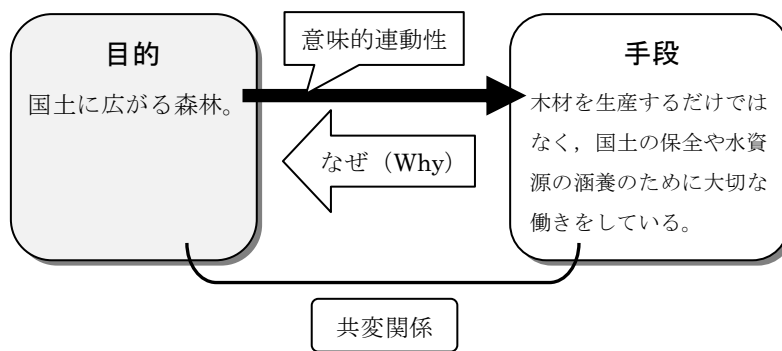 意味的連動性
目的
国土に広がる森林。
なぜ（Why）
手段
木材を生産するだけでは
なく，国土の保全や水資
源の涵養のために大切な
働きをしている。
共変関係